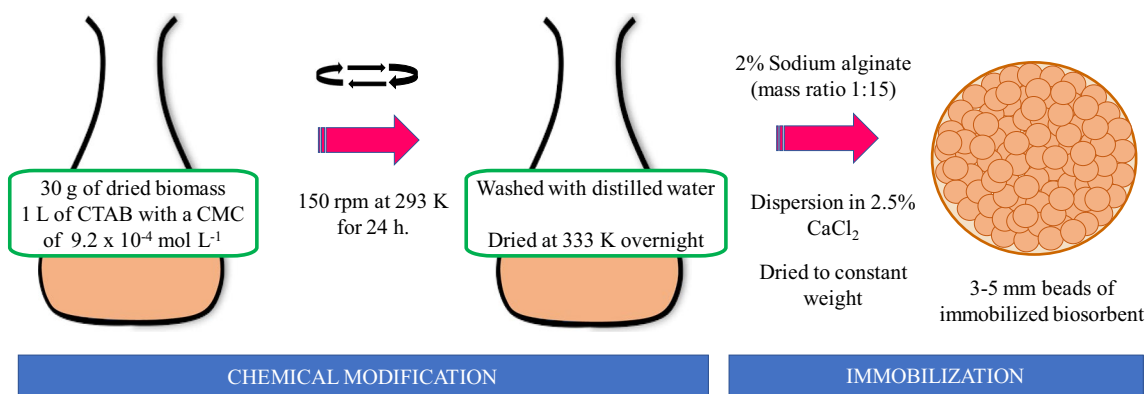 30 g of dried biomass
1 L of CTAB with a CMC
of 9.2 x 10⁻⁴ mol L⁻¹
150 rpm at 293 K
for 24 h.
Washed with distilled water
Dried at 333 K overnight
2% Sodium alginate
(mass ratio 1:15)
Dispersion in 2.5%
CaCl₂
Dried to constant
weight
3-5 mm beads of
immobilized biosorbent
CHEMICAL MODIFICATION
IMMOBILIZATION